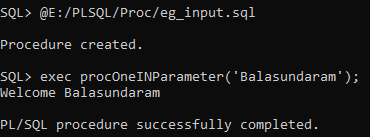 SQL> @E:/PLSQL/Proc/eg_input.sql
Procedure created.
SQL> exec procOneINParameter('Balasundaram');
Welcome Balasundaram
PL/SQL procedure successfully completed.